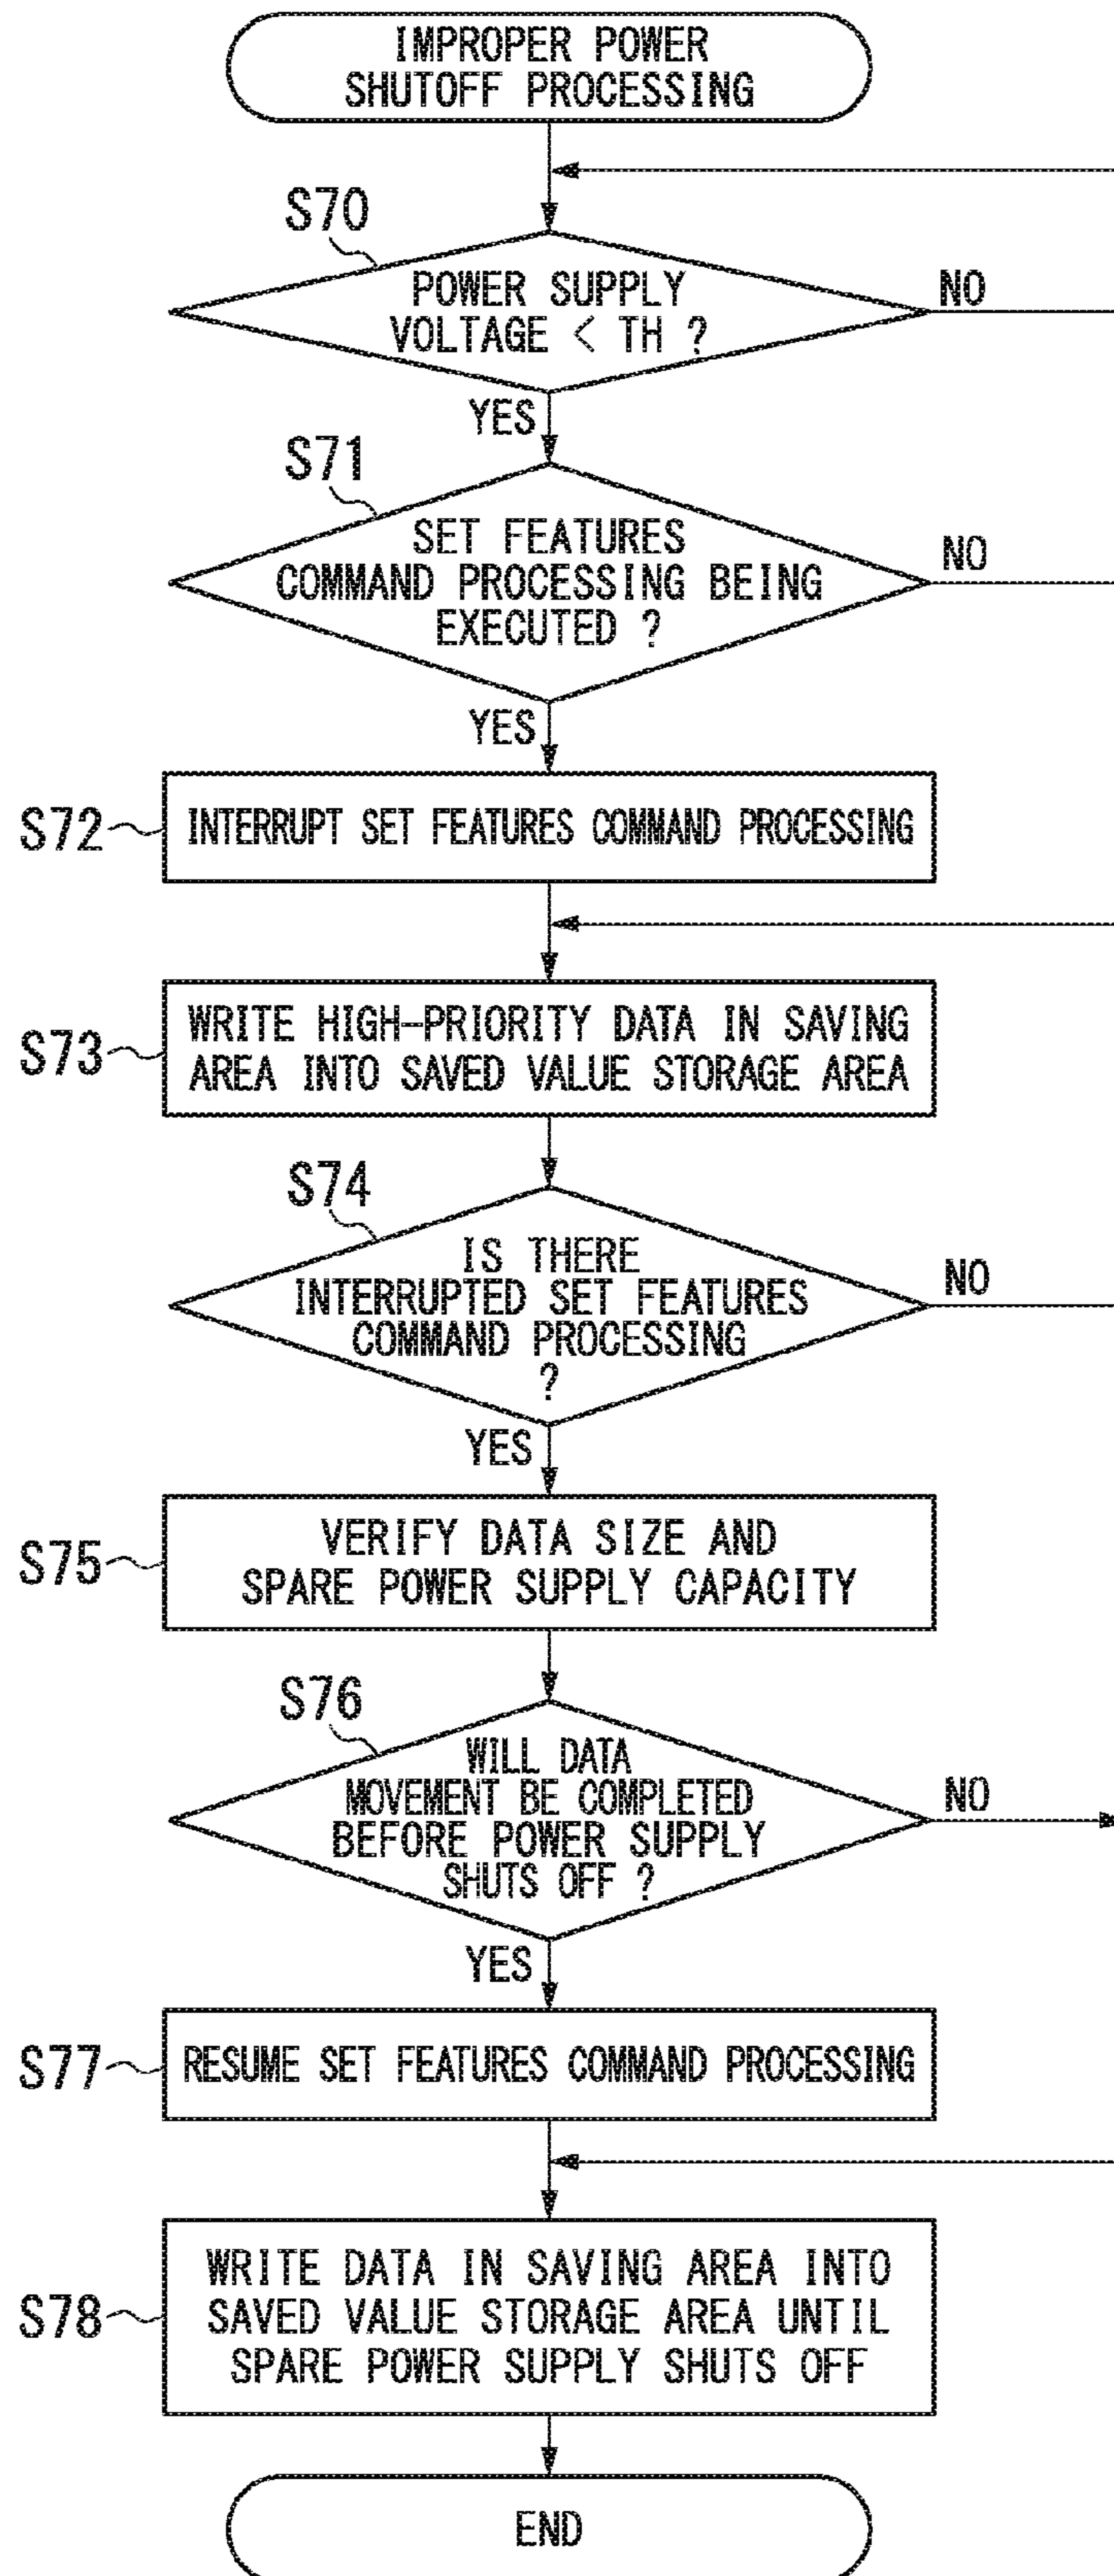 IMPROPER POWER
SHUTOFF PROCESSING
S70
POWER SUPPLY
VOLTAGE < TH ?
NO
YES
S71
SET FEATURES
COMMAND PROCESSING BEING
EXECUTED ?
NO
YES
S72
INTERRUPT SET FEATURES COMMAND PROCESSING
S73
WRITE HIGH-PRIORITY DATA IN SAVING
AREA INTO SAVED VALUE STORAGE AREA
S74
IS THERE
INTERRUPTED SET FEATURES
COMMAND PROCESSING
?
NO
YES
S75
VERIFY DATA SIZE AND
SPARE POWER SUPPLY CAPACITY
S76
WILL DATA
MOVEMENT BE COMPLETED
BEFORE POWER SUPPLY
SHUTS OFF ?
NO
YES
S77
RESUME SET FEATURES COMMAND PROCESSING
S78
WRITE DATA IN SAVING AREA INTO
SAVED VALUE STORAGE AREA UNTIL
SPARE POWER SUPPLY SHUTS OFF
END